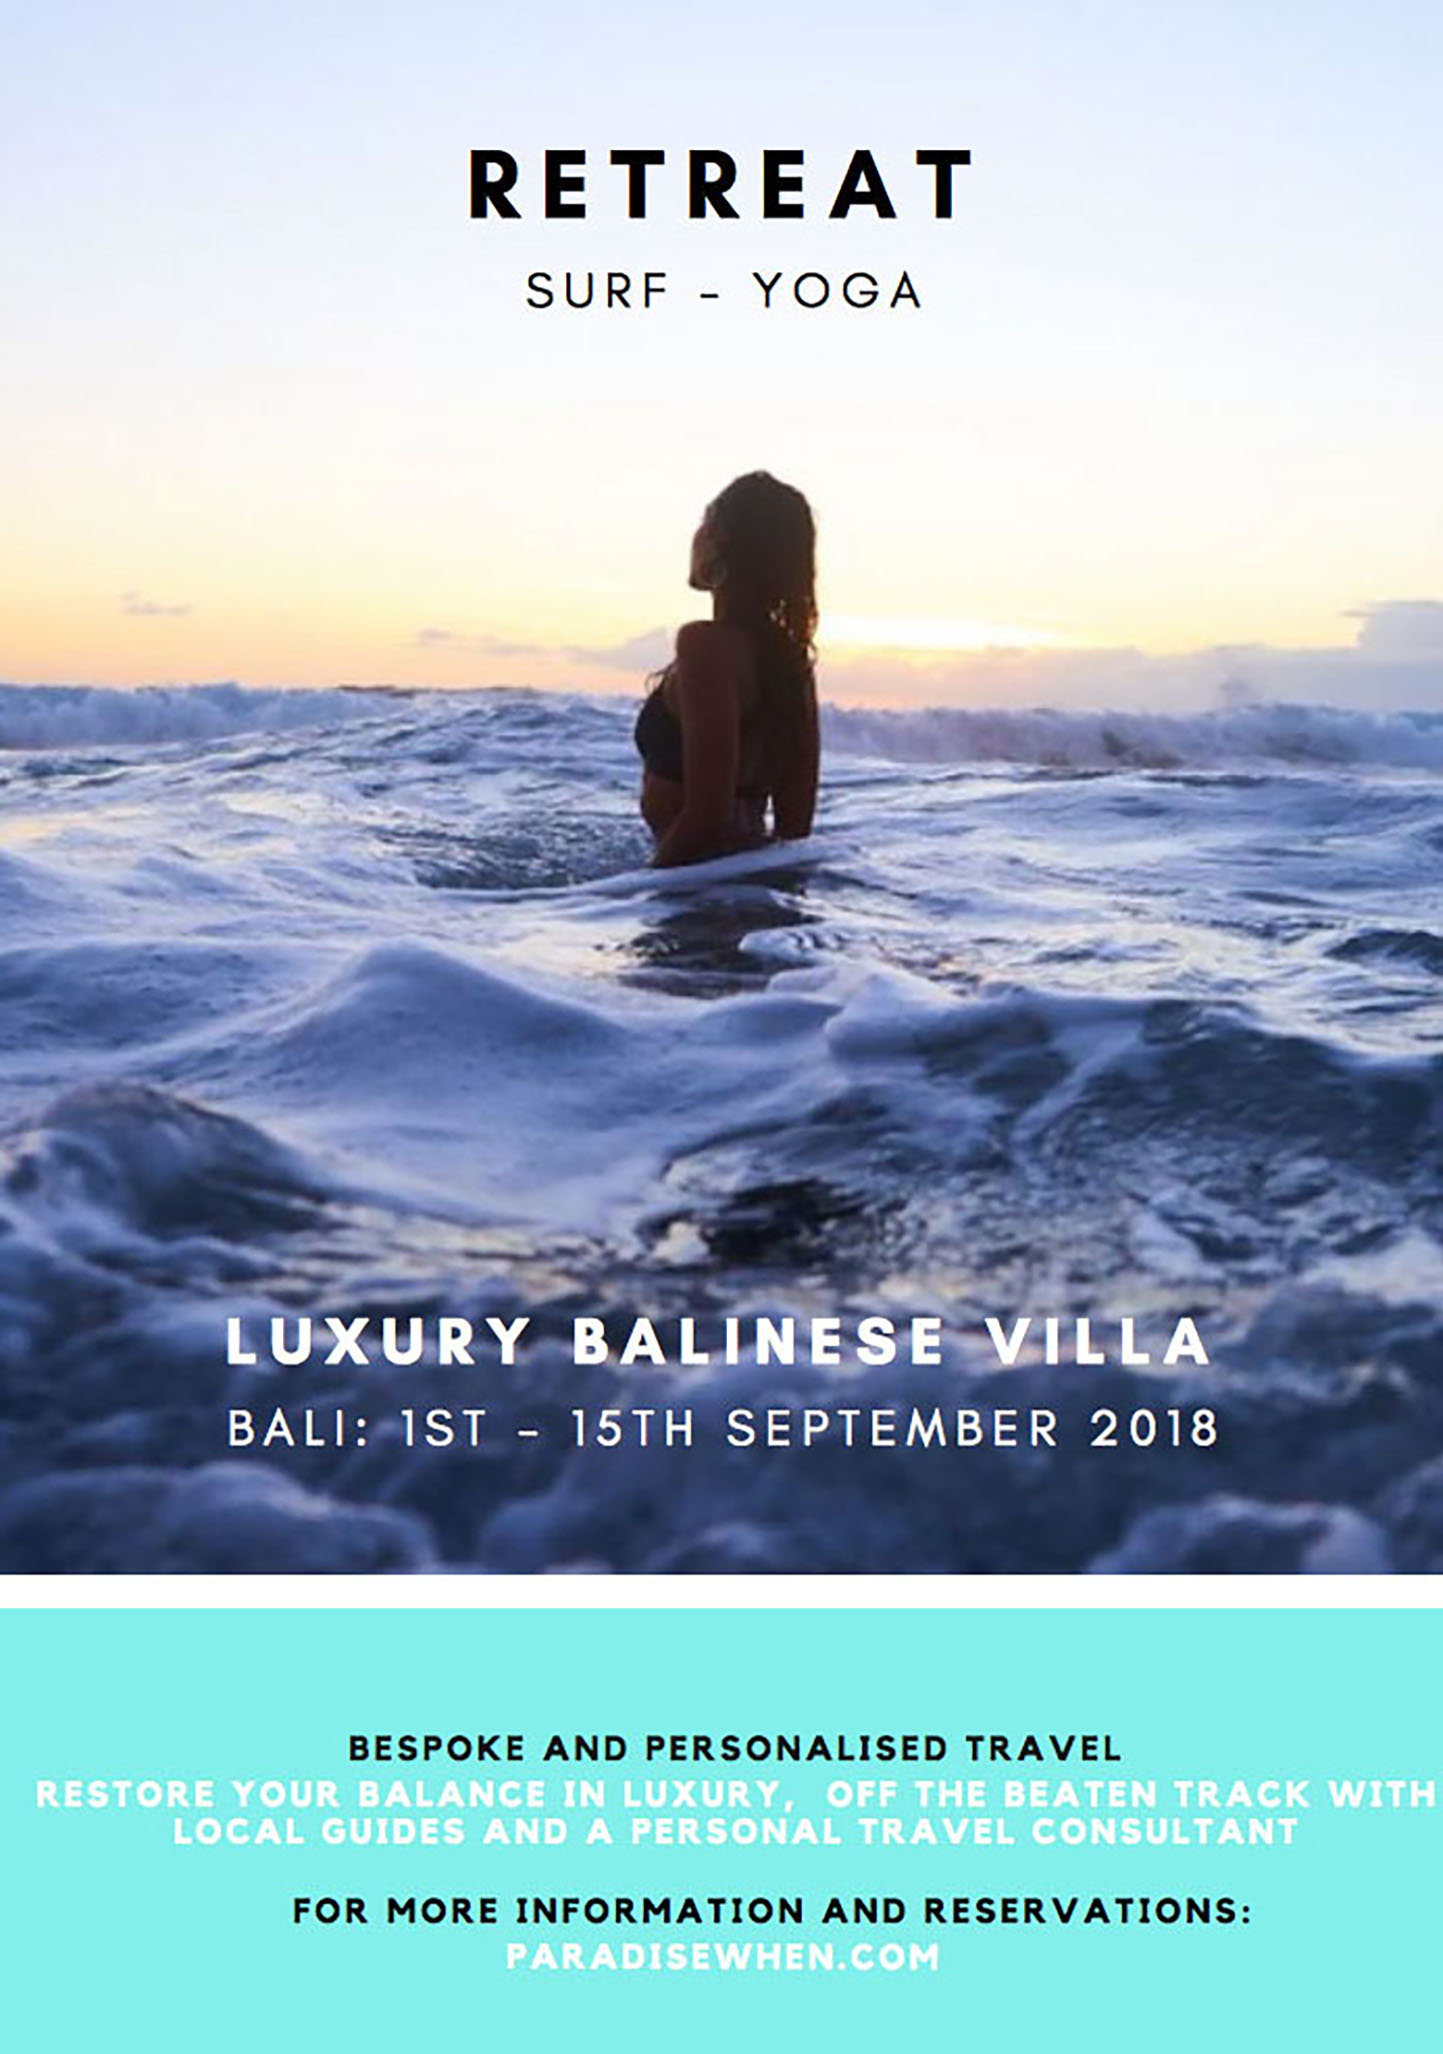 RETREAT
SURF - YOGA
LUXURY BALINESE VILLA
BALI: 1ST - 15TH SEPTEMBER 2018
BESPOKE AND PERSONALISED TRAVEL
RESTORE YOUR BALANCE IN LUXURY, OFF THE BEATEN TRACK WITH
LOCAL GUIDES AND A PERSONAL TRAVEL CONSULTANT
FOR MORE INFORMATION AND RESERVATIONS:
PARADISEWHEN.COM